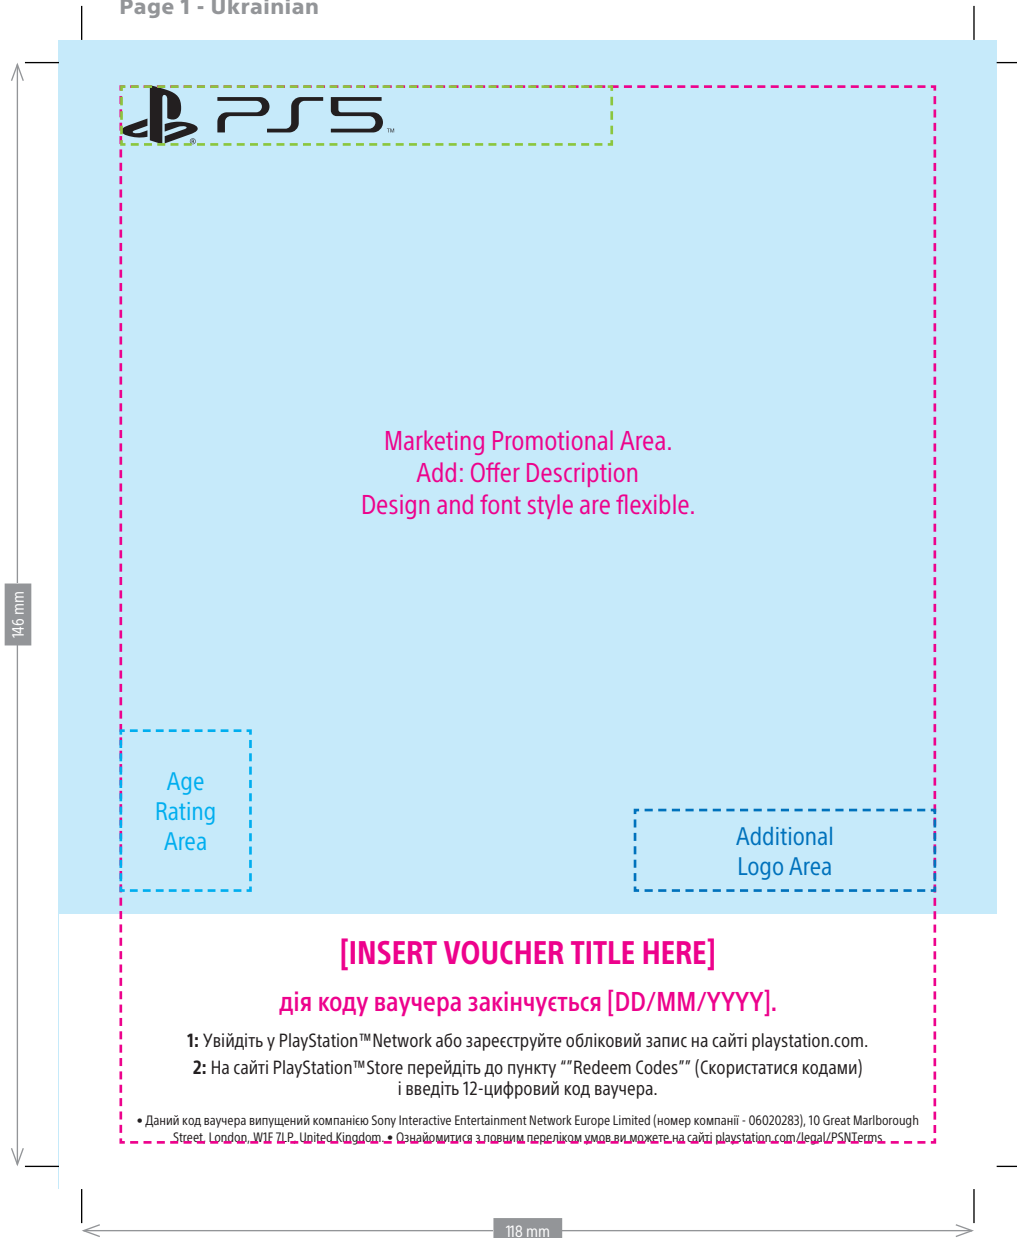 Page 1 - Ukrainian
PS5
Marketing Promotional Area.
Add: Offer Description
Design and font style are flexible.
146 mm
Age
Rating
Area
Additional
Logo Area
[INSERT VOUCHER TITLE HERE]
дія коду ваучера закінчується [DD/MM/YYYY].
1: Увійдіть у PlayStation™Network або зареєструйте обліковий запис на сайті playstation.com.
2: На сайті PlayStation™Store перейдіть до пункту “”Redeem Codes”” (Скористатися кодами)
і введіть 12-цифровий код ваучера.
• Даний код ваучера випущений компанією Sony Interactive Entertainment Network Europe Limited (номер компанії - 06020283), 10 Great Marlborough
Street, London, W1F 7LP, United Kingdom. • Ознайомитися з повним переліком умов ви можете на сайті playstation.com/legal/PSNTerms
118 mm